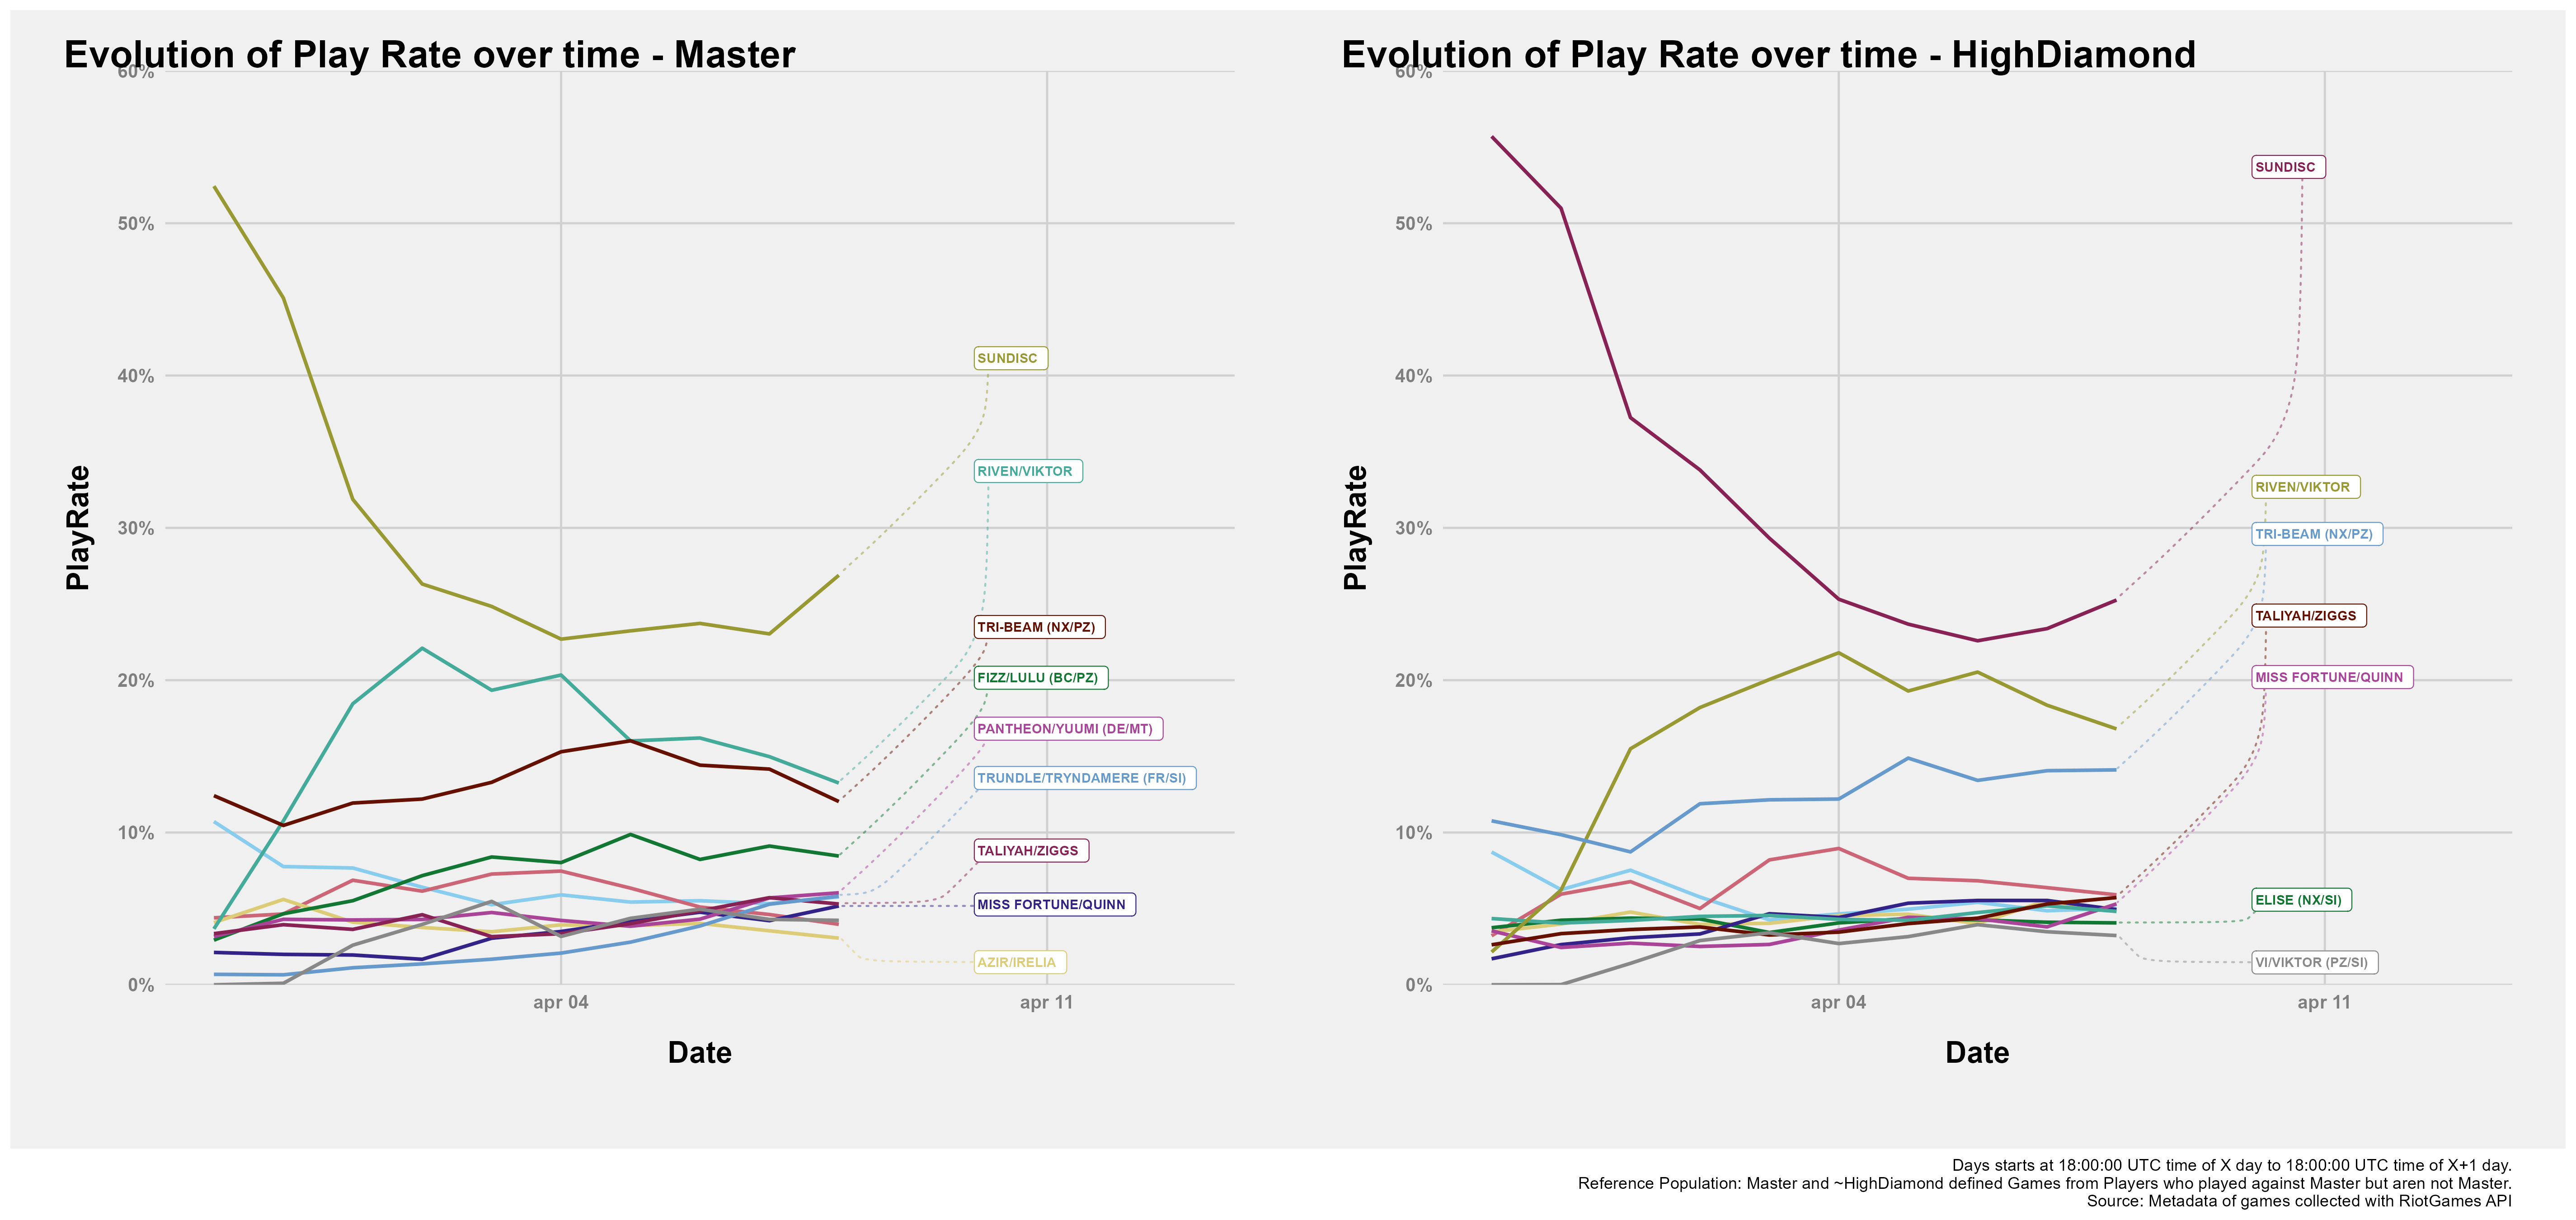 Evolution of Play Rate over time - Master
60%
50%
40%
30%
20%
10%
0%
PlayRate
SUNDISC
RIVEN/VIKTOR
TRI-BEAM (NX/PZ)
FIZZ/LULU (BC/PZ)
PANTHEON/YUUMI (DE/MT)
TRUNDLE/TRYNDAMERE (FR/SI)
TALIYAH/ZIGGS
MISS FORTUNE/QUINN
AZIR/IRELIA
apr 04
apr 11
Date
Evolution of Play Rate over time - HighDiamond
60%
50%
40%
30%
20%
10%
0%
PlayRate
SUNDISC
RIVEN/VIKTOR
TRI-BEAM (NX/PZ)
TALIYAH/ZIGGS
MISS FORTUNE/QUINN
ELISE (NX/SI)
VI/VIKTOR (PZ/SI)
apr 04
apr 11
Date
Days starts at 18:00:00 UTC time of X day to 18:00:00 UTC time of X+1 day.
Reference Population: Master and ~HighDiamond defined Games from Players who played against Master but aren not Master.
Source: Metadata of games collected with RiotGames API